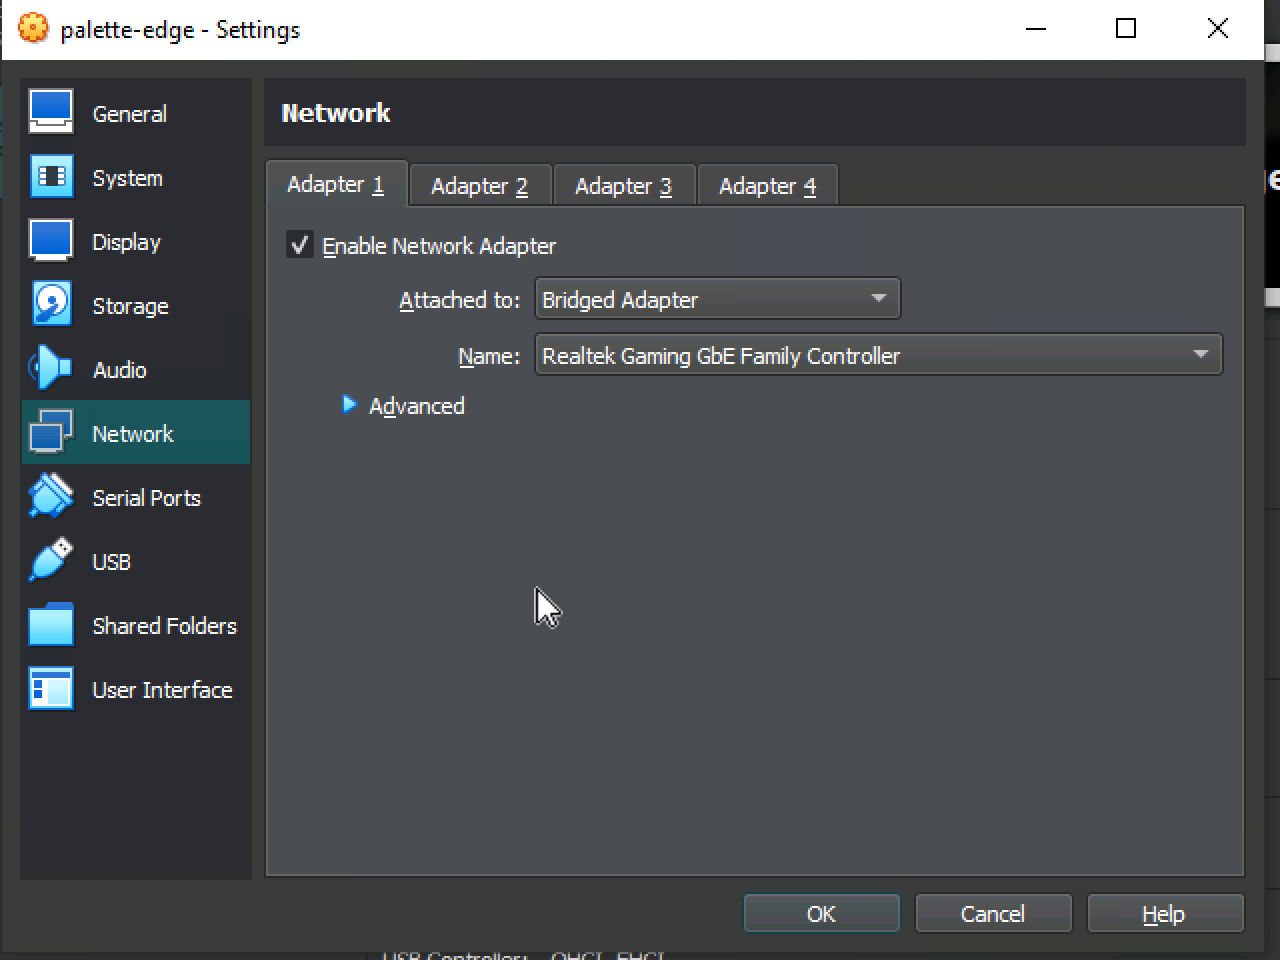 palette-edge - Settings
General
System
Display
Storage
Audio
Network
Serial Ports
USB
Shared Folders
User Interface
Network
Adapter 1
Adapter 2
Adapter 3
Adapter 4
Enable Network Adapter
Attached to: Bridged Adapter
Name: Realtek Gaming GbE Family Controller
Advanced
OK
Cancel
Help
USB Controller: OHCI, EHCI